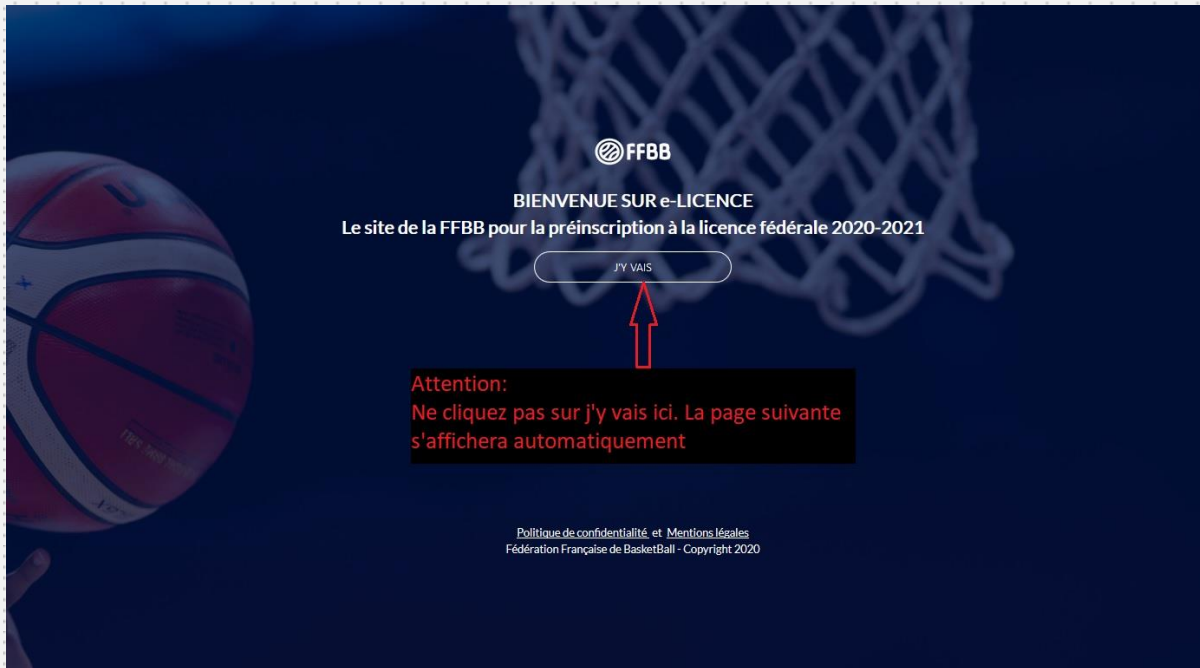 FFBB
BIENVENUE SUR e-LICENCE
Le site de la FFBB pour la préinscription à la licence fédérale 2020-2021
J'Y VAIS
Attention:
Ne cliquez pas sur j'y vais ici. La page suivante
s'affichera automatiquement
Politique de confidentialité et Mentions légales
Fédération Française de BasketBall - Copyright 2020